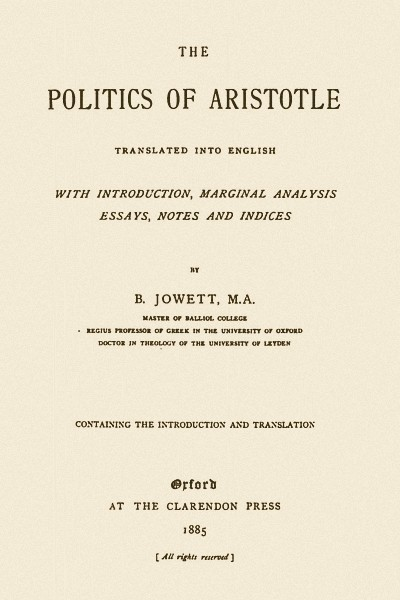 THE
POLITICS OF ARISTOTLE
TRANSLATED INTO ENGLISH
WITH INTRODUCTION, MARGINAL ANALYSIS
ESSAYS, NOTES AND INDICES
BY
B. JOWETT, M.A.
MASTER OF BALLIOL COLLEGE
REGIUS PROFESSOR OF GREEK IN THE UNIVERSITY OF OXFORD
DOCTOR IN THEOLOGY OF THE UNIVERSITY OF LEYDEN
CONTAINING THE INTRODUCTION AND TRANSLATION
Oxford
AT THE CLARENDON PRESS
1885
[ All rights reserved ]